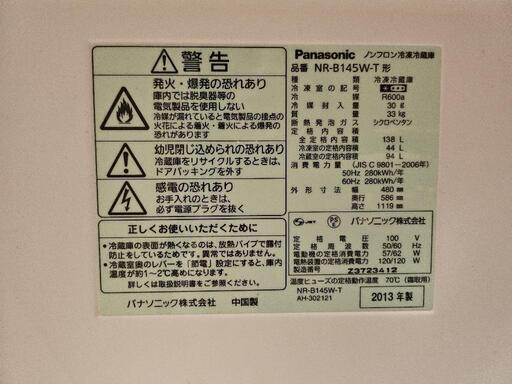 警告
発火・爆発の恐れあり
庫内では脱臭器等の
電気製品を使用しない
冷媒が漏れていると電気接点の
火花による着火・着火による爆発の恐れあり
幼児閉じ込められの恐れあり
冷蔵庫をリサイクルするときは、
ドアパッキングを外す
感電の恐れあり
お手入れのときは、
必ず電源プラグを抜く
正しくお使いいただくために
・冷蔵庫の表面が熱くなるのは、放熱パイプで露付
防止をしているためで、異常ではありません。
・冷蔵室奥のレバーを「節電」設定にすると、庫内
温度が約1~2℃高めになります。
詳しくは取扱説明書をご覧ください。
パナソニック株式会社 中国製
Panasonic ノンフロン冷凍冷蔵庫
品番 NR-B145W-T 形
種類 冷凍冷蔵庫
冷凍室の記号
冷媒 R600a
冷媒封入量 30g
質量 33kg
断熱発泡ガス シクロペンタン
定格内容積
全定格内容積 138 L
冷凍室の定格内容積 44 L
冷蔵室の定格内容積 94 L
消費電力量 (JIS C 9801-2006年)
50Hz 280kWh/年
60Hz 280kWh/年
外形寸法 幅 480 mm
奥行 586 mm
高さ 1119 mm
JET PSE パナソニック株式会社
定格電圧 100 V
定格周波数 50/60 Hz
電動機の定格消費電力 57/62 W
電熱装置の定格消費電力 120/120 W
製造番号 Z3723412
温度ヒューズの定格動作温度 70℃(霜取用)
NR-B145W-T
AH-302121
2013 年製